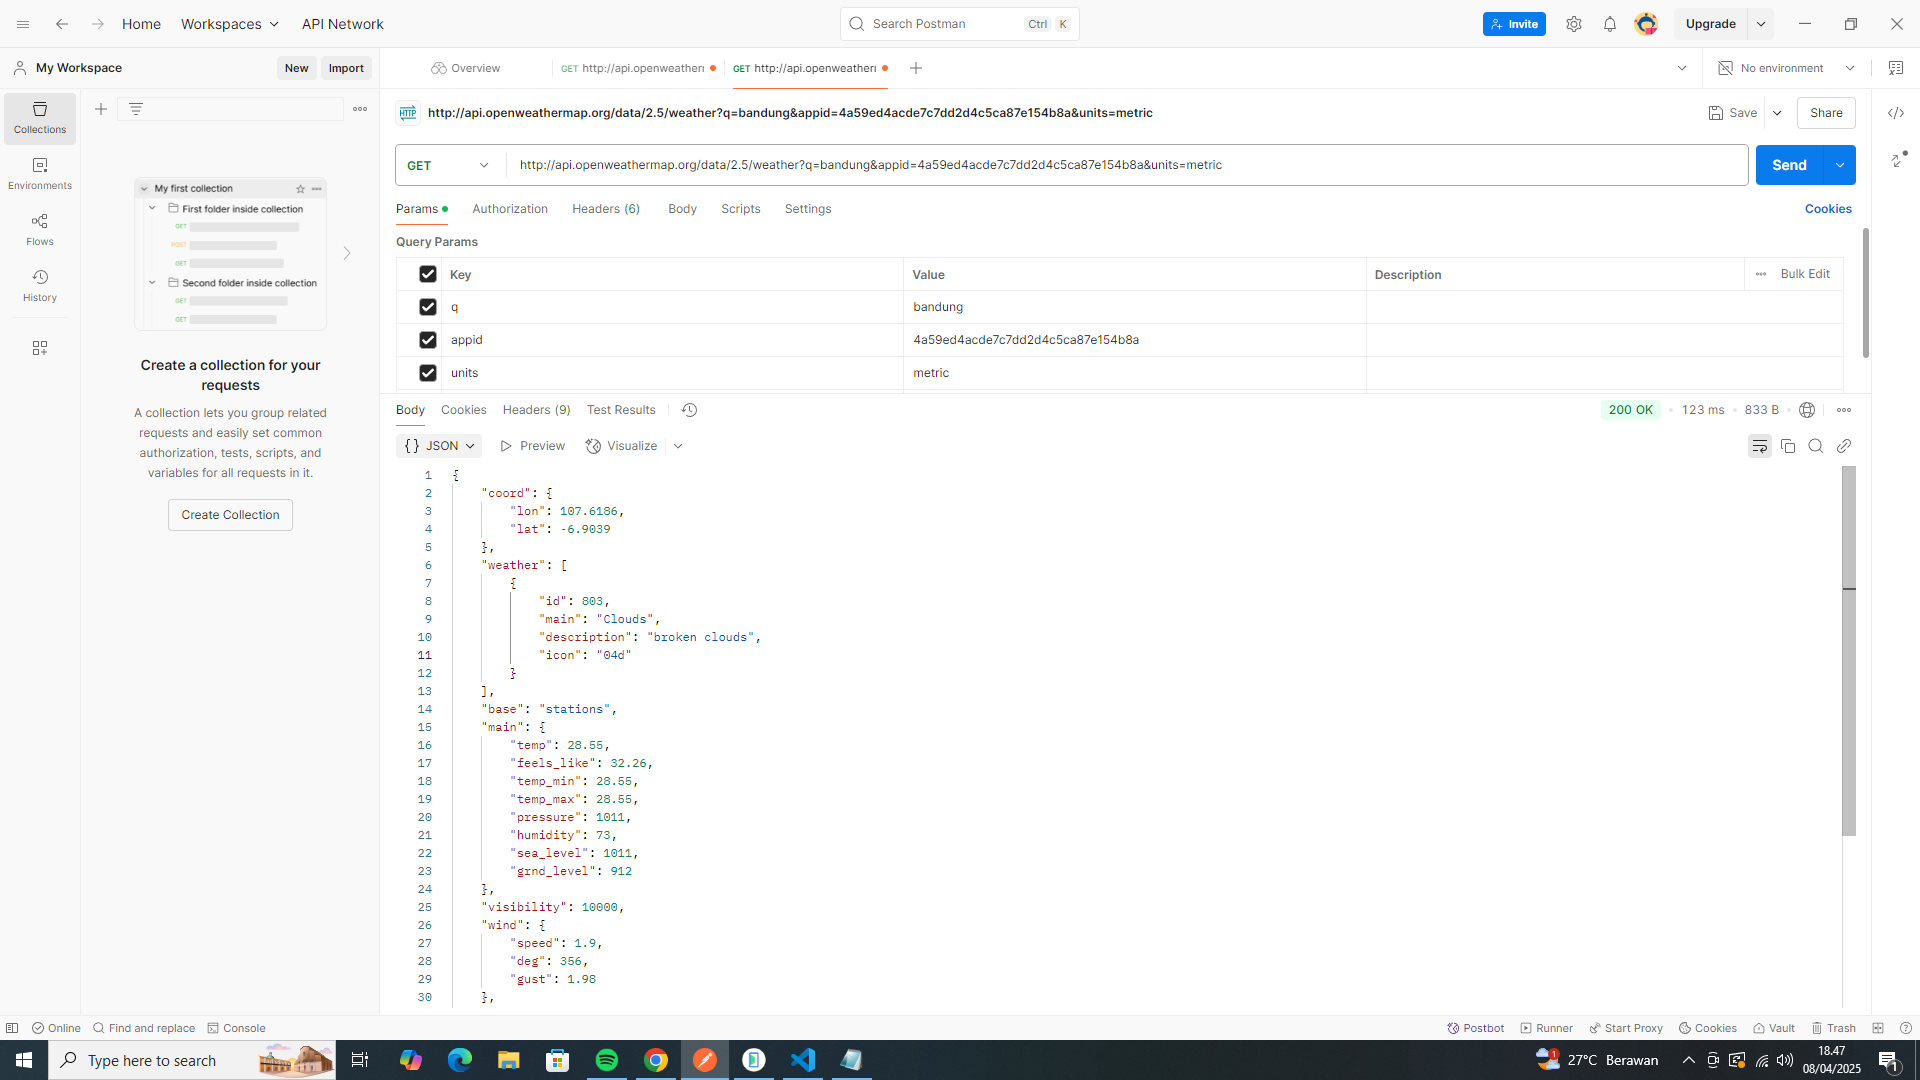 Home
Workspaces
API Network
Search Postman
Ctrl K
Invite
Upgrade
My Workspace
New
Import
Overview
GET http://api.openweather
GET http://api.openweather
No environment
Collections
Environments
Flows
History
My first collection
First folder inside collection
GET
POST
GET
Second folder inside collection
GET
GET
Create a collection for your
requests
A collection lets you group related
requests and easily set common
authorization, tests, scripts, and
variables for all requests in it.
Create Collection
HTTP http://api.openweathermap.org/data/2.5/weather?q=bandung&appid=4a59ed4acde7c7dd2d4c5ca87e154b8a&units=metric
Save
Share
GET
http://api.openweathermap.org/data/2.5/weather?q=bandung&appid=4a59ed4acde7c7dd2d4c5ca87e154b8a&units=metric
Send
Params
Authorization
Headers (6)
Body
Scripts
Settings
Cookies
Query Params
Key Value Description Bulk Edit
q bandung
appid 4a59ed4acde7c7dd2d4c5ca87e154b8a
units metric
Body Cookies Headers (9) Test Results
200 OK 123 ms 833 B
{} JSON Preview Visualize
1 {
2 "coord": {
3 "lon": 107.6186,
4 "lat": -6.9039
5 },
6 "weather": [
7 {
8 "id": 803,
9 "main": "Clouds",
10 "description": "broken clouds",
11 "icon": "04d"
12 }
13 ],
14 "base": "stations",
15 "main": {
16 "temp": 28.55,
17 "feels_like": 32.26,
18 "temp_min": 28.55,
19 "temp_max": 28.55,
20 "pressure": 1011,
21 "humidity": 73,
22 "sea_level": 1011,
23 "grnd_level": 912
24 },
25 "visibility": 10000,
26 "wind": {
27 "speed": 1.9,
28 "deg": 356,
29 "gust": 1.98
30 },
Online
Find and replace
Console
Postbot
Runner
Start Proxy
Cookies
Vault
Trash
Type here to search
1
27°C Berawan
18.47
08/04/2025
1